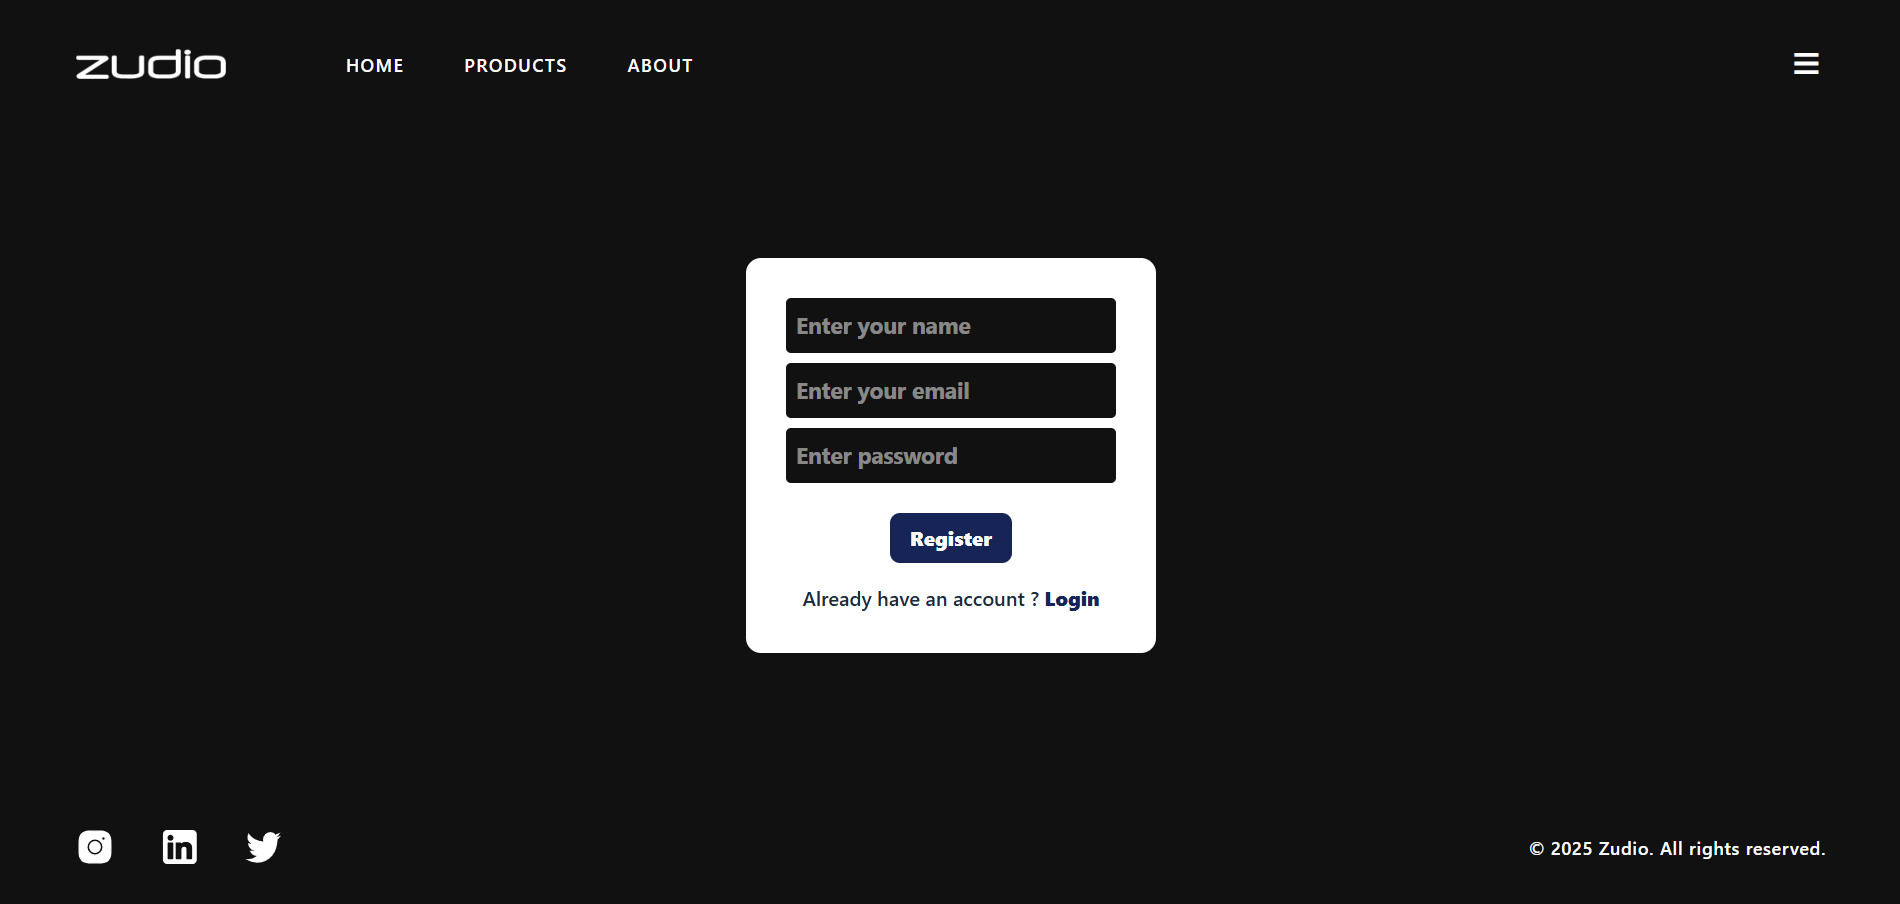 zudio
HOME PRODUCTS ABOUT
Enter your name
Enter your email
Enter password
Register
Already have an account ? Login
in
© 2025 Zudio. All rights reserved.